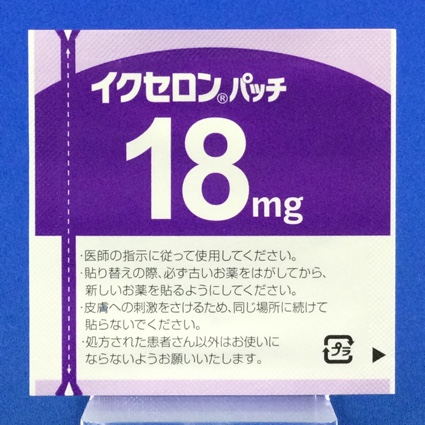 イクセロン®パッチ
18mg
・医師の指示に従って使用してください。
・貼り替えの際、必ず古いお薬をはがしてから、
新しいお薬を貼るようにしてください。
・皮膚への刺激をさけるため、同じ場所に続けて
貼らないでください。
・処方された患者さん以外はお使いに
ならないようお願いいたします。
プラ